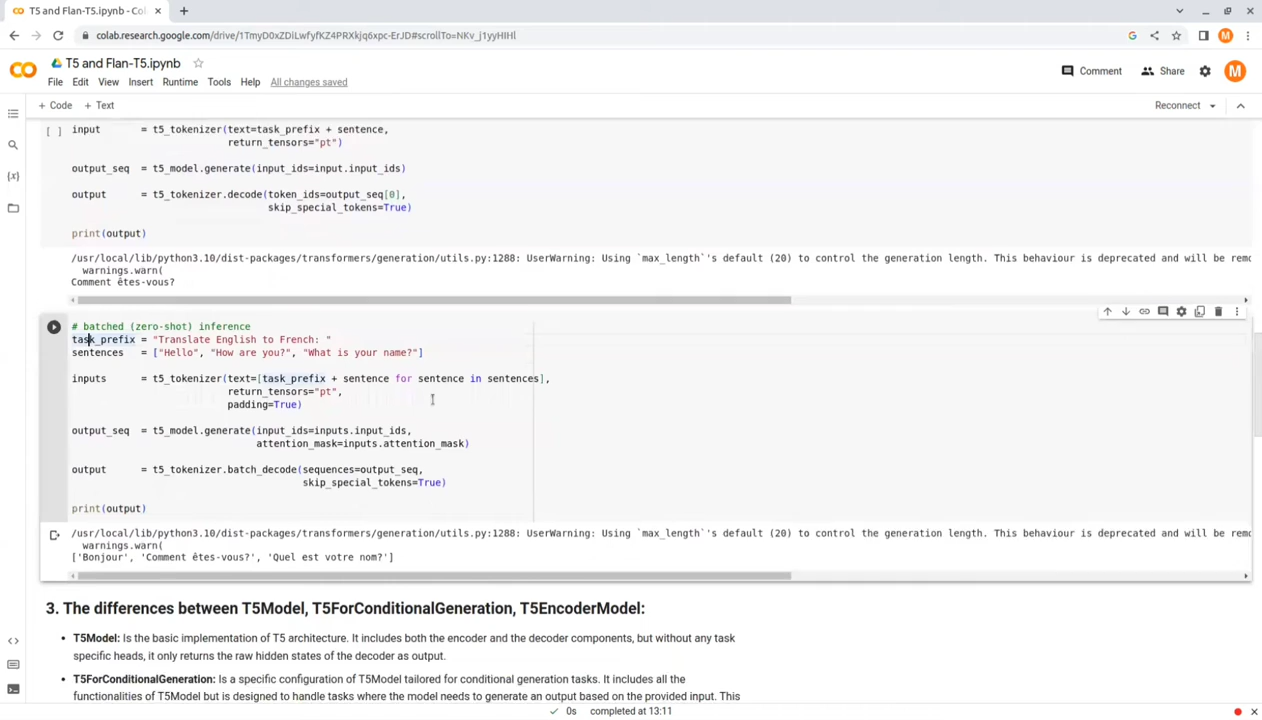 T5 and Flan-T5.ipynb - Col
colab.research.google.com/drive/1TmyD0xZDiLwfyfKZ4PRXkjq6xpc-ErJD#scrollTo=NKv_j1yyHIHl
T5 and Flan-T5.ipynb
File Edit View Insert Runtime Tools Help All changes saved
Comment Share M
+ Code + Text Reconnect
[ ] input = t5_tokenizer(text=task_prefix + sentence,
return_tensors="pt")
output_seq = t5_model.generate(input_ids=input.input_ids)
output = t5_tokenizer.decode(token_ids=output_seq[0],
skip_special_tokens=True)
print(output)
/usr/local/lib/python3.10/dist-packages/transformers/generation/utils.py:1288: UserWarning: Using `max_length`'s default (20) to control the generation length. This behaviour is deprecated and will be remo
warnings.warn(
Comment êtes-vous?
# batched (zero-shot) inference
task_prefix = "Translate English to French: "
sentences = ["Hello", "How are you?", "What is your name?"]
inputs = t5_tokenizer(text=[task_prefix + sentence for sentence in sentences],
return_tensors="pt",
padding=True)
output_seq = t5_model.generate(input_ids=inputs.input_ids,
attention_mask=inputs.attention_mask)
output = t5_tokenizer.batch_decode(sequences=output_seq,
skip_special_tokens=True)
print(output)
/usr/local/lib/python3.10/dist-packages/transformers/generation/utils.py:1288: UserWarning: Using `max_length`'s default (20) to control the generation length. This behaviour is deprecated and will be remo
warnings.warn(
['Bonjour', 'Comment êtes-vous?', 'Quel est votre nom?']
3. The differences between T5Model, T5ForConditionalGeneration, T5EncoderModel:
• T5Model: Is the basic implementation of T5 architecture. It includes both the encoder and the decoder components, but without any task
specific heads, it only returns the raw hidden states of the decoder as output.
• T5ForConditionalGeneration: Is a specific configuration of T5Model tailored for conditional generation tasks. It includes all the
functionalities of T5Model but is designed to handle tasks where the model needs to generate an output based on the provided input. This
0s completed at 13:11